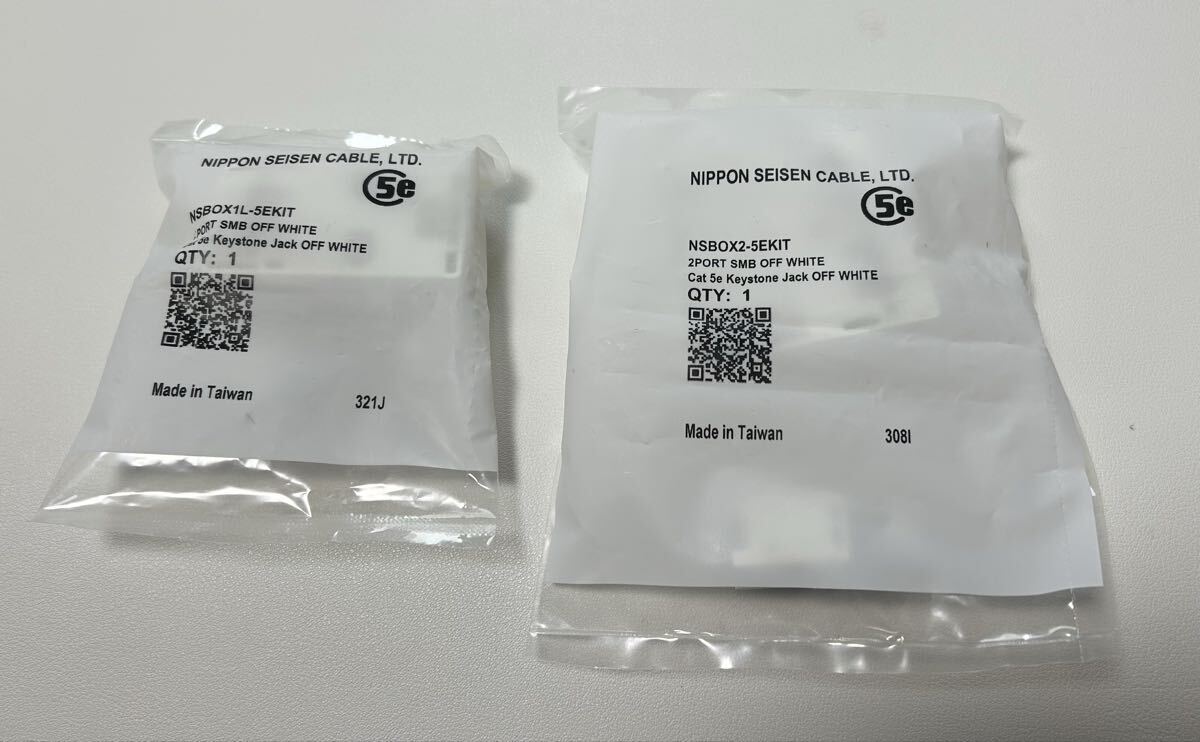 NIPPON SEISEN CABLE, LTD.
5e
NSBOX1L-5EKIT
PORT SMB OFF WHITE
5e Keystone Jack OFF WHITE
QTY: 1
Made in Taiwan
321J
NIPPON SEISEN CABLE, LTD.
5e
NSBOX2-5EKIT
2PORT SMB OFF WHITE
Cat 5e Keystone Jack OFF WHITE
QTY: 1
Made in Taiwan
308I